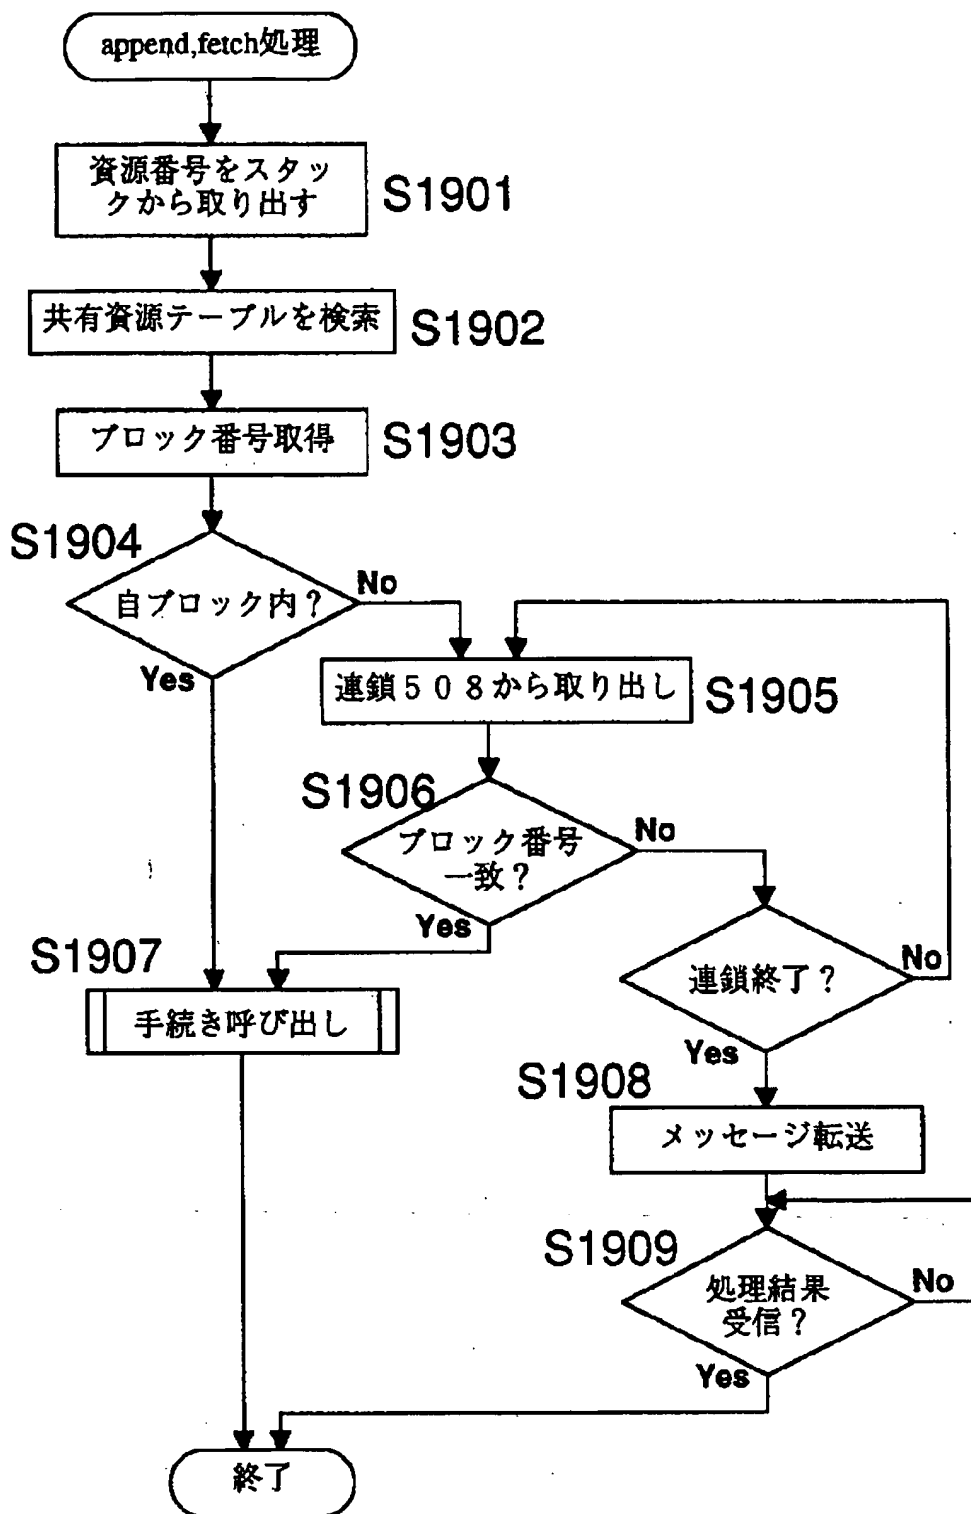 append,fetch処理
資源番号をスタッ
クから取り出す
S1901
共有資源テーブルを検索
S1902
ブロック番号取得
S1903
S1904
自ブロック内？
No
Yes
連鎖５０８から取り出し
S1905
S1906
ブロック番号
一致？
No
Yes
S1907
手続き呼び出し
連鎖終了？
No
Yes
S1908
メッセージ転送
S1909
処理結果
受信？
No
Yes
終了